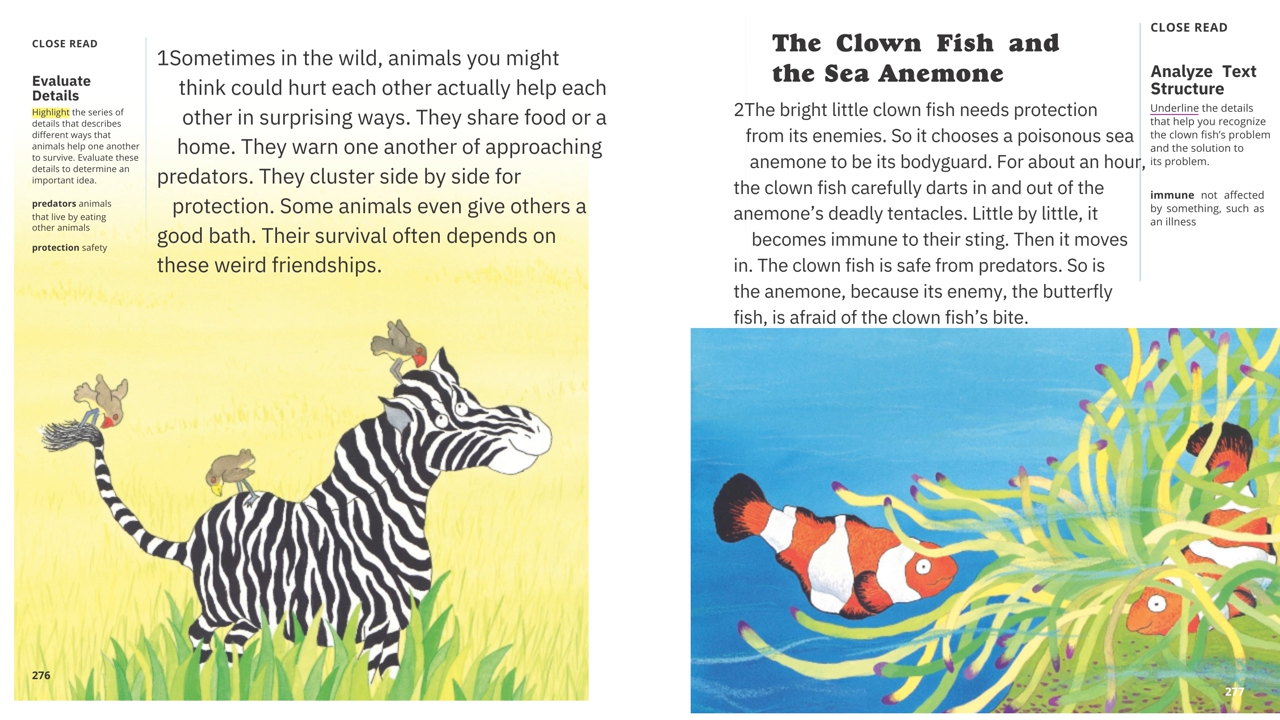 CLOSE READ
Evaluate
Details
Highlight the series of
details that describes
different ways that
animals help one another
to survive. Evaluate these
details to determine an
important idea.
predators animals
that live by eating
other animals
protection safety
1Sometimes in the wild, animals you might
think could hurt each other actually help each
other in surprising ways. They share food or a
home. They warn one another of approaching
predators. They cluster side by side for
protection. Some animals even give others a
good bath. Their survival often depends on
these weird friendships.
276
The Clown Fish and
the Sea Anemone
2The bright little clown fish needs protection
from its enemies. So it chooses a poisonous sea
anemone to be its bodyguard. For about an hour,
the clown fish carefully darts in and out of the
anemone’s deadly tentacles. Little by little, it
becomes immune to their sting. Then it moves
in. The clown fish is safe from predators. So is
the anemone, because its enemy, the butterfly
fish, is afraid of the clown fish’s bite.
CLOSE READ
Analyze Text
Structure
Underline the details
that help you recognize
the clown fish’s problem
and the solution to
its problem.
immune not affected
by something, such as
an illness
277